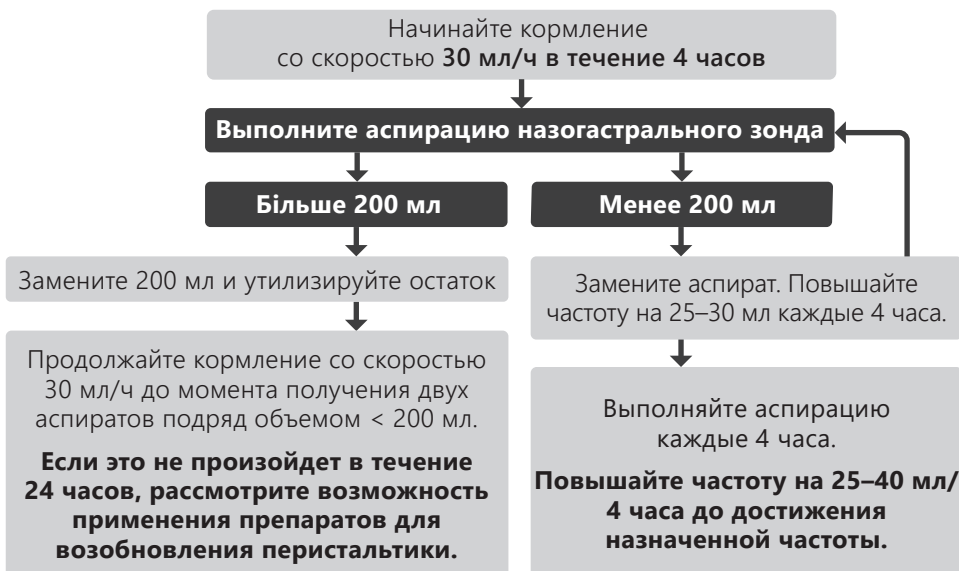 Начинайте кормление
со скоростью 30 мл/ч в течение 4 часов
Выполните аспирацию назогастрального зонда
Більше 200 мл
Замените 200 мл и утилизируйте остаток
Продолжайте кормление со скоростью
30 мл/ч до момента получения двух
аспиратов подряд объемом < 200 мл.
Если это не произойдет в течение
24 часов, рассмотрите возможность
применения препаратов для
возобновления перистальтики.
Менее 200 мл
Замените аспират. Повышайте
частоту на 25–30 мл каждые 4 часа.
Выполняйте аспирацию
каждые 4 часа.
Повышайте частоту на 25–40 мл/
4 часа до достижения
назначенной частоты.